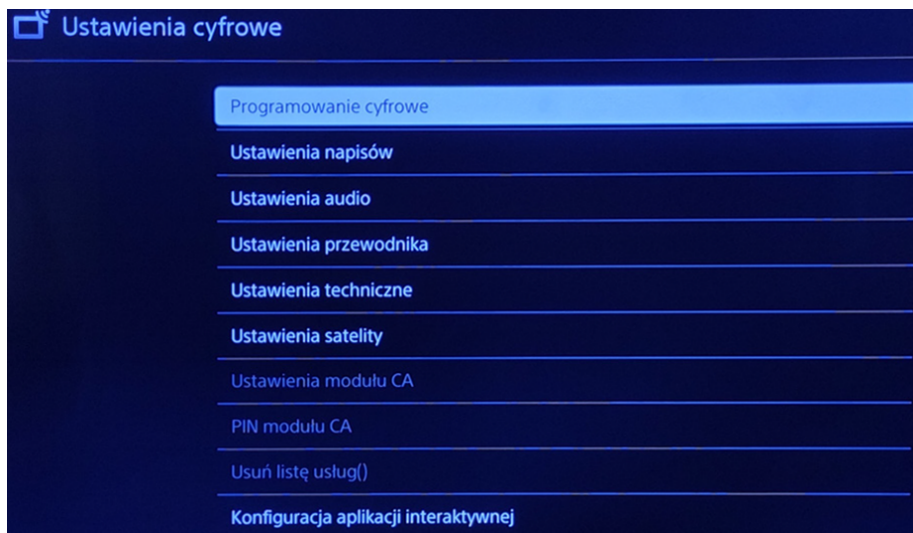 Ustawienia cyfrowe
Programowanie cyfrowe
Ustawienia napisów
Ustawienia audio
Ustawienia przewodnika
Ustawienia techniczne
Ustawienia satelity
Ustawienia modułu CA
PIN modułu CA
Usuń listę usług()
Konfiguracja aplikacji interaktywnej